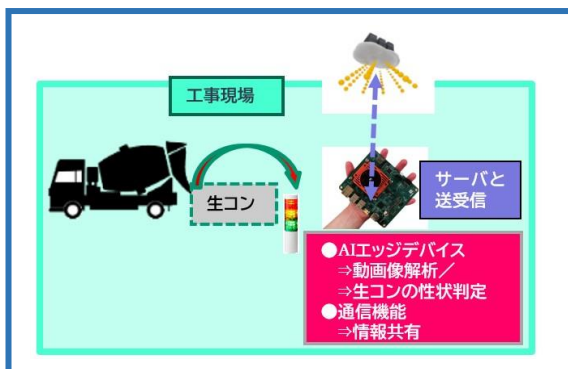 工事現場
生コン
サーバと
送受信
●AIエッジデバイス
⇒動画像解析／
⇒生コンの性状判定
●通信機能
⇒情報共有